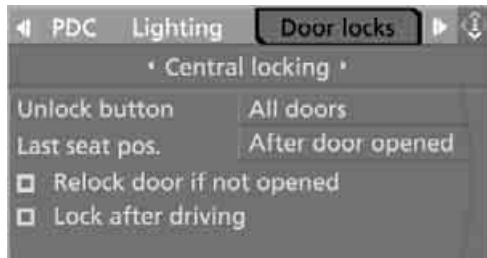 PDC Lighting Door locks
Central locking
Unlock button All doors
Last seat pos. After door opened
Relock door if not opened
Lock after driving